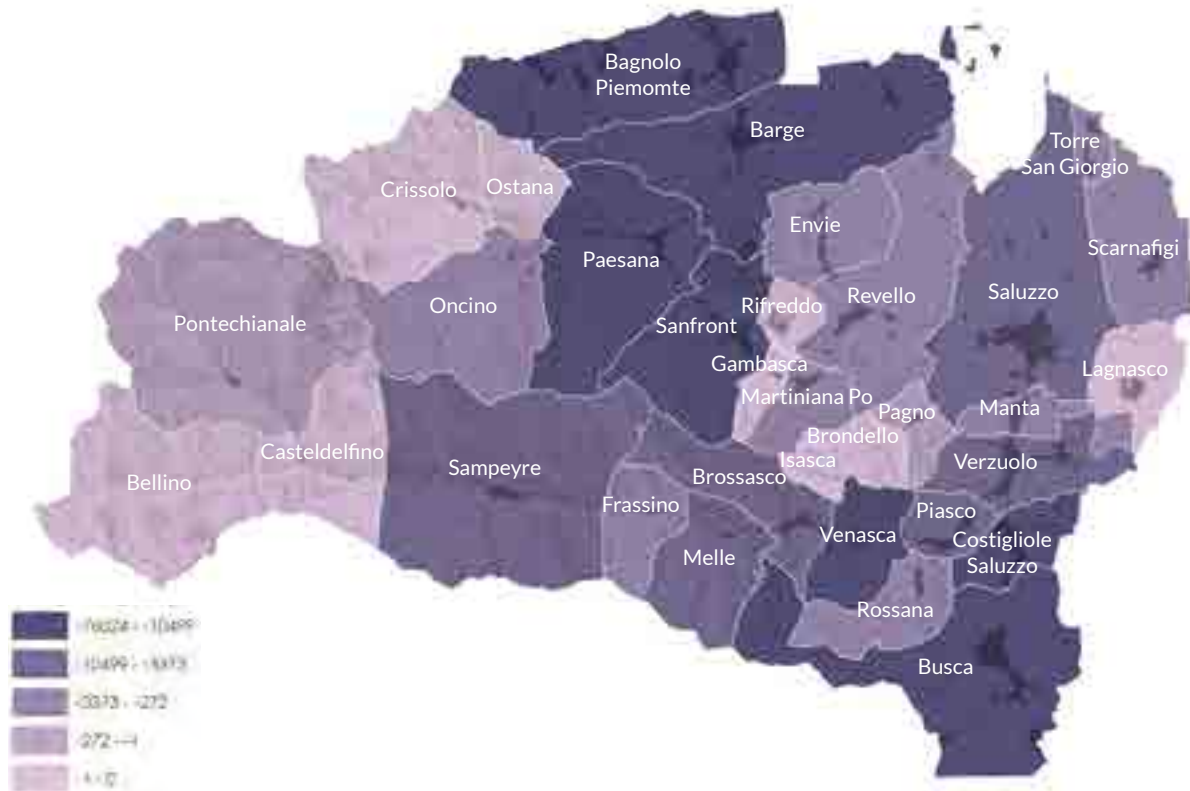 Bagnolo
Piemomte
Barge
Torre
San Giorgio
Crissolo
Ostana
Envie
Scarnafigi
Paesana
Saluzzo
Oncino
Rifreddo
Revello
Pontechianale
Sanfront
Gambasca
Lagnasco
Martiniana Po
Pagno
Manta
Brondello
Casteldelfino
Isasca
Verzuolo
Sampeyre
Brossasco
Bellino
Frassino
Piasco
Venasca
Costigliole
Saluzzo
Melle
Rossana
Busca